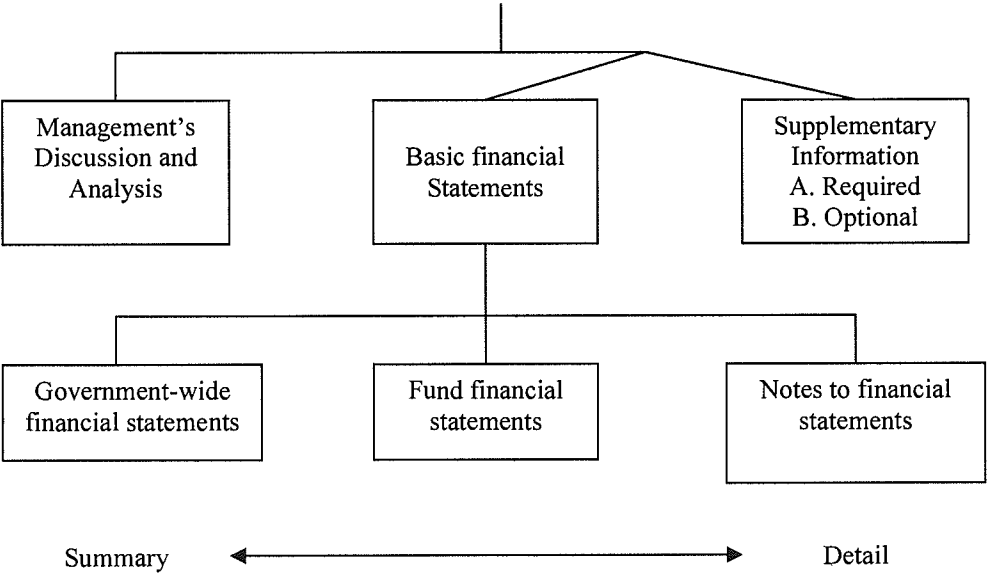 Management's
Discussion and
Analysis
Basic financial
Statements
Supplementary
Information
A. Required
B. Optional
Government-wide
financial statements
Fund financial
statements
Notes to financial
statements
Summary
Detail